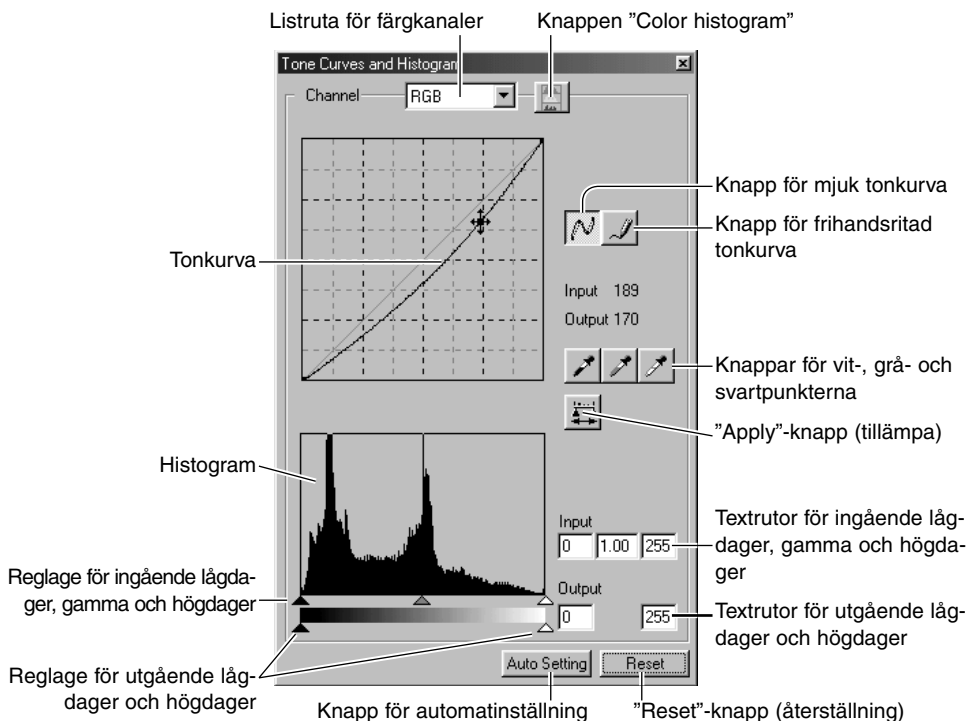 Listruta för färgkanaler
Knappen ”Color histogram”
Tone Curves and Histogram
Channel
RGB
Knapp för mjuk tonkurva
Knapp för frihandsritad
tonkurva
Tonkurva
Input 189
Output 170
Knappar för vit-, grå- och
svartpunkterna
”Apply”-knapp (tillämpa)
Histogram
Input
0 1.00 255
Textrutor för ingående låg-
dager, gamma och högda-
ger
Reglage för ingående lågda-
ger, gamma och högdager
Output
0 255
Textrutor för utgående låg-
dager och högdager
Reglage för utgående låg-
dager och högdager
Auto Setting
Reset
Knapp för automatinställning
”Reset”-knapp (återställning)